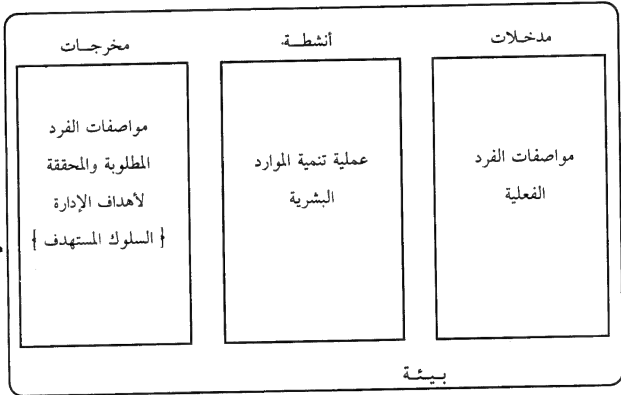 مدخلات
أنشطة
مخرجات
مواصفات الفرد
الفعلية
عملية تنمية الموارد
البشرية
مواصفات الفرد
المطلوبة والمحققة
لأهداف الإدارة
{ السلوك المستهدف }
بيئة